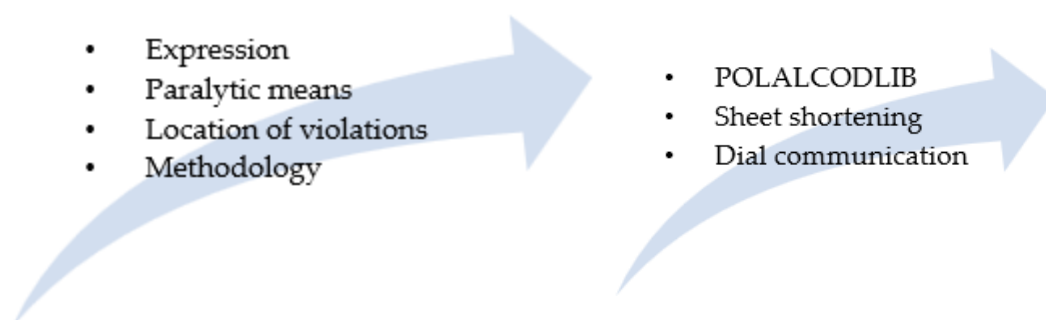 • Expression
• Paralytic means
• Location of violations
• Methodology
• POLALCODLIB
• Sheet shortening
• Dial communication